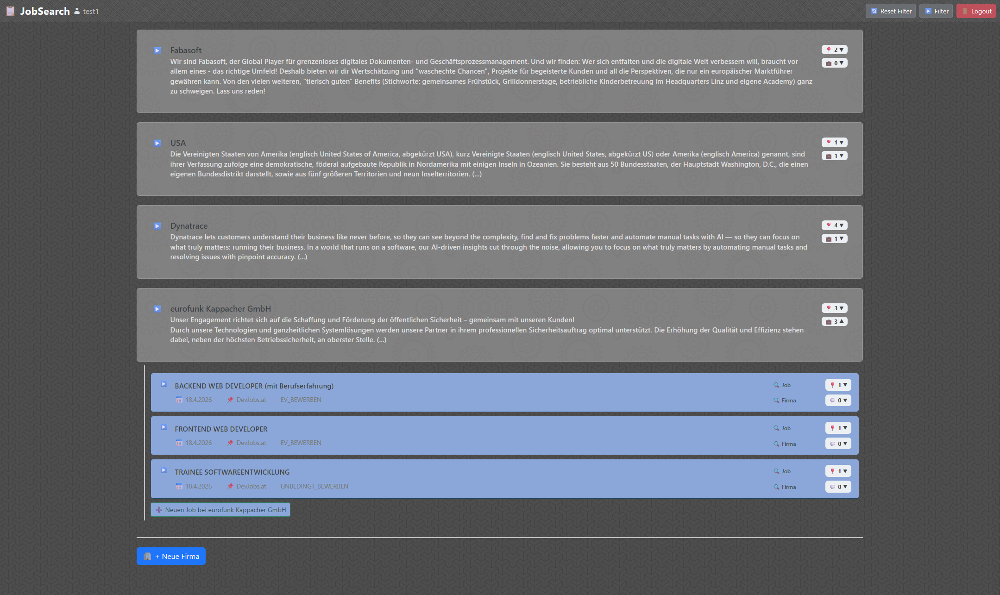 JobSearch test1
Reset Filter
Filter
Logout
Fabasoft
2
Wir sind Fabasoft, der Global Player für grenzenloses digitales Dokumenten- und Geschäftsprozessmanagement. Und wir finden: Wer sich entfalten und die digitale Welt verbessern will, braucht vor
0
allem eines - das richtige Umfeld! Deshalb bieten wir dir Wertschätzung und "waschechte Chancen", Projekte für begeisterte Kunden und all die Perspektiven, die nur ein europäischer Marktführer
gewähren kann. Von den vielen weiteren, "tierisch guten" Benefits (Stichworte: gemeinsames Frühstück, Grilldonnerstage, betriebliche Kinderbetreuung im Headquarters Linz und eigene Academy) ganz
zu schweigen. Lass uns reden!
USA
1
Die Vereinigten Staaten von Amerika (englisch United States of America, abgekürzt USA), kurz Vereinigte Staaten (englisch United States, abgekürzt US) oder Amerika (englisch America) genannt, sind
1
ihrer Verfassung zufolge eine demokratische, föderal aufgebaute Republik in Nordamerika mit einigen Inseln in Ozeanien. Sie besteht aus 50 Bundesstaaten, der Hauptstadt Washington, D.C., die einen
eigenen Bundesdistrikt darstellt, sowie aus fünf größeren Territorien und neun Inselterritorien. (...)
Dynatrace
4
Dynatrace lets customers understand their business like never before, so they can see beyond the complexity, find and fix problems faster and automate manual tasks with AI — so they can focus on
1
what truly matters: running their business. In a world that runs on a software, our AI-driven insights cut through the noise, allowing you to focus on what truly matters by automating manual tasks and
resolving issues with pinpoint accuracy. (...)
eurofunk Kappacher GmbH
3
Unser Engagement richtet sich auf die Schaffung und Förderung der öffentlichen Sicherheit – gemeinsam mit unseren Kunden!
3
Durch unsere Technologien und ganzheitlichen Systemlösungen werden unsere Partner in ihrem professionellen Sicherheitsauftrag optimal unterstützt. Die Erhöhung der Qualität und Effizienz stehen
dabei, neben der höchsten Betriebssicherheit, an oberster Stelle. (...)
BACKEND WEB DEVELOPER (mit Berufserfahrung)
Job
1
18.4.2026 DevJobs.at EV_BEWERBEN
Firma
0
FRONTEND WEB DEVELOPER
Job
1
18.4.2026 DevJobs.at EV_BEWERBEN
Firma
0
TRAINEE SOFTWAREENTWICKLUNG
Job
1
18.4.2026 DevJobs.at UNBEDINGT_BEWERBEN
Firma
0
Neuen Job bei eurofunk Kappacher GmbH
+ Neue Firma